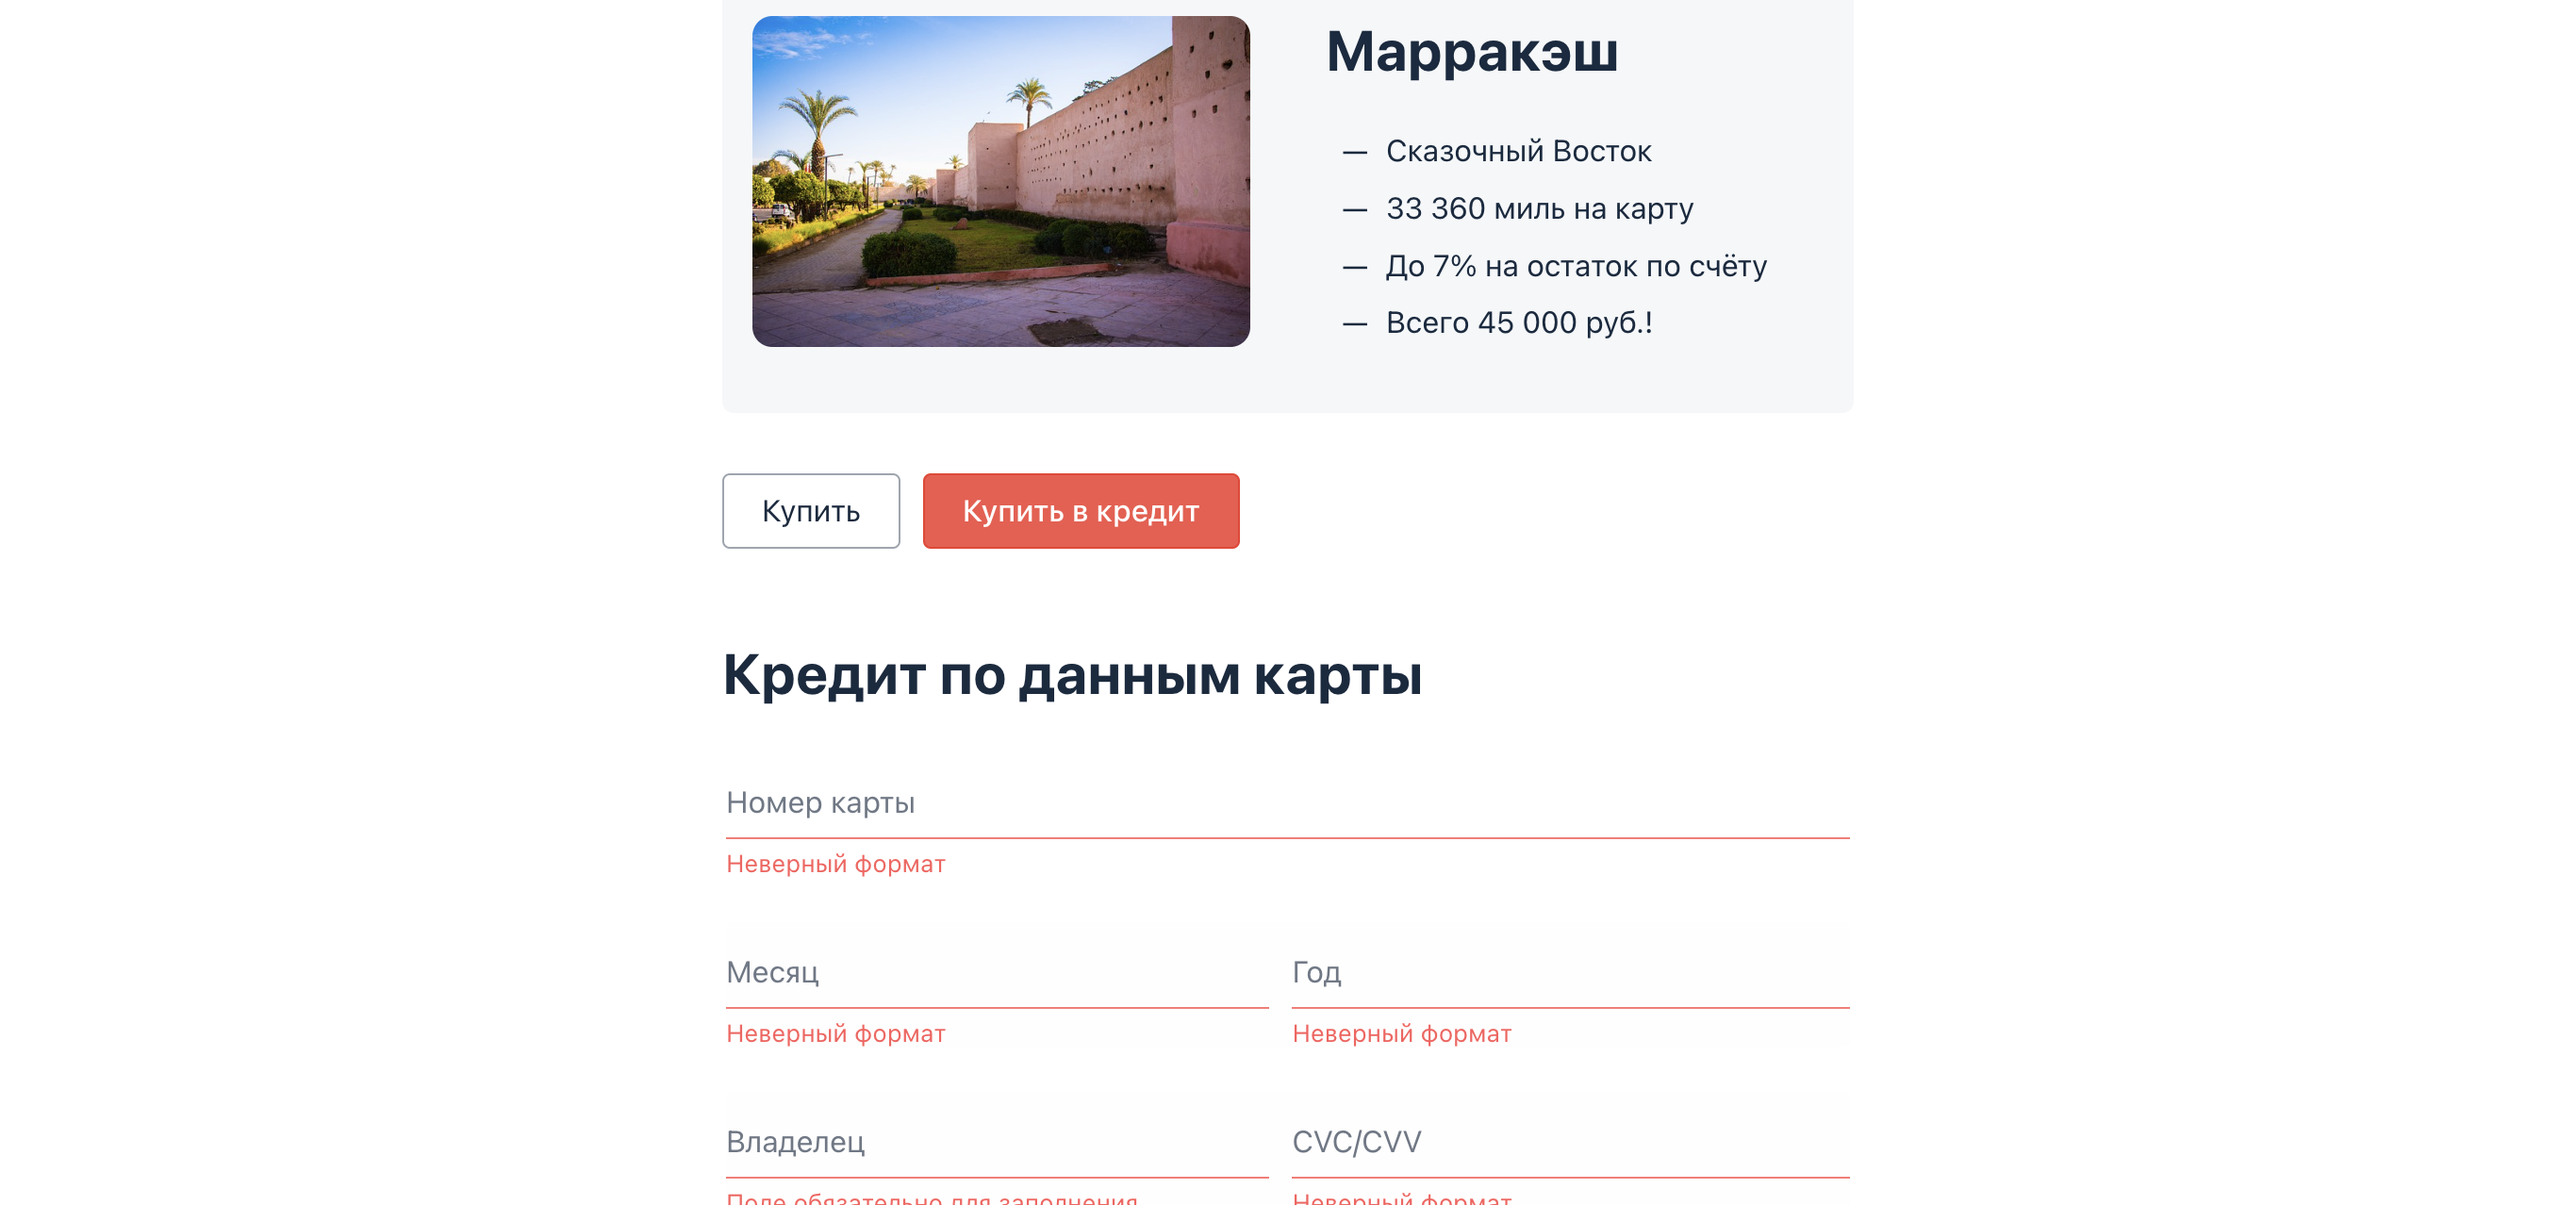 Марракэш
— Сказочный Восток
— 33 360 миль на карту
— До 7% на остаток по счёту
— Всего 45 000 руб.!
Купить
Купить в кредит
Кредит по данным карты
Номер карты
Неверный формат
Месяц
Год
Неверный формат
Неверный формат
Владелец
CVC/CVV
Поле обязательно для заполнения
Неверный формат